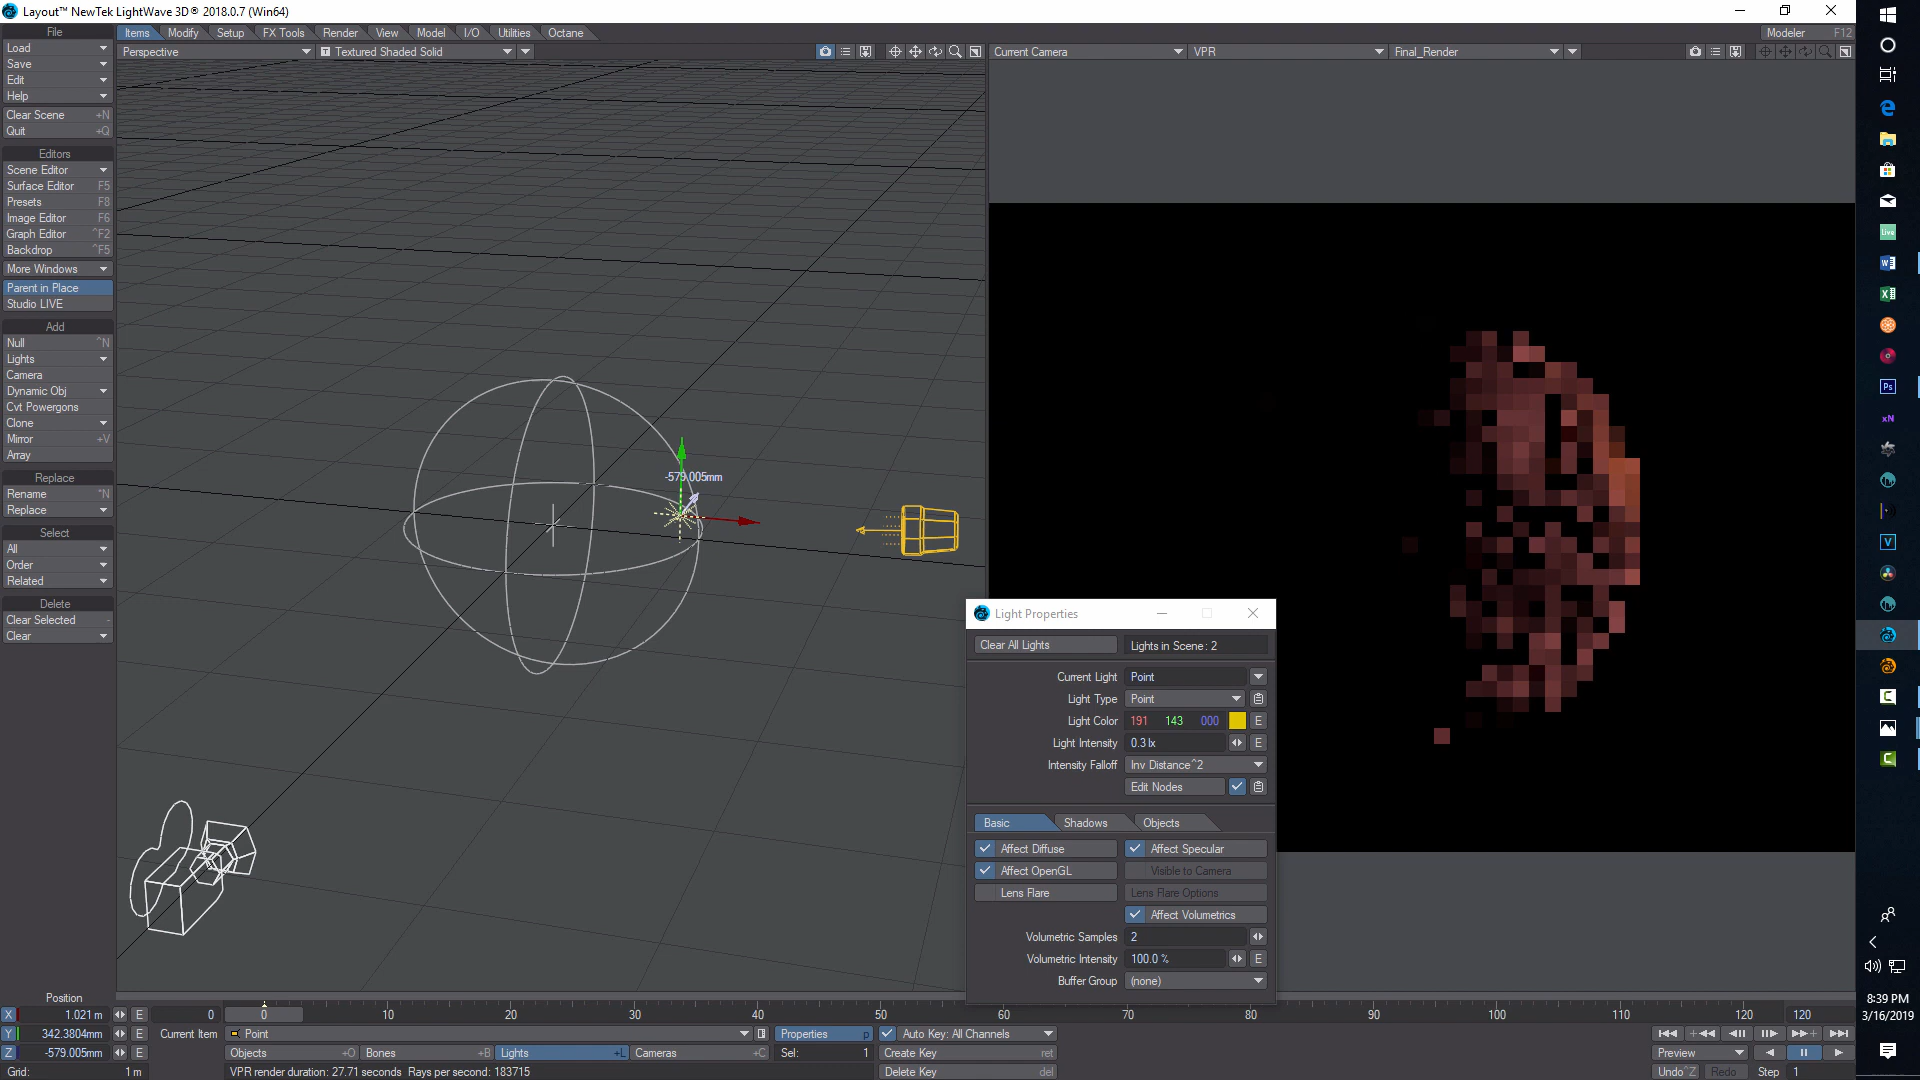 Layout™ NewTek LightWave 3D® 2018.0.7 (Win64)
File
Load
Save
Edit
Help
Clear Scene +N
Quit +Q
Editors
Scene Editor
Surface Editor F5
Presets F8
Image Editor F6
Graph Editor ^F2
Backdrop ^F5
More Windows
Parent in Place
Studio LIVE
Add
Null ^N
Lights
Camera
Dynamic Obj
Cvt Powergons
Clone
Mirror +V
Array
Replace
Rename ^N
Replace
Select
All
Order
Related
Delete
Clear Selected -
Clear
Items Modify Setup FX Tools Render View Model I/O Utilities Octane
Modeler F12
Perspective
T Textured Shaded Solid
Current Camera
VPR
Final_Render
-579.005mm
Light Properties
Clear All Lights
Lights in Scene: 2
Current Light Point
Light Type Point
Light Color 191 143 000 E
Light Intensity 0.3 lx E
Intensity Falloff Inv Distance^2
Edit Nodes
Basic Shadows Objects
Affect Diffuse
Affect Specular
Affect OpenGL
Visible to Camera
Lens Flare
Lens Flare Options
Affect Volumetrics
Volumetric Samples 2
Volumetric Intensity 100.0 % E
Buffer Group (none)
Live
Ps
xN
V
8:39 PM
3/16/2019
Position
X 1.021 m E
Y 342.3804mm E
Z -579.005mm E
Grid: 1 m
0
0 10 20 30 40 50 60 70 80 90 100 110 120
120
Current Item Point
Properties p
Auto Key: All Channels
Objects +O Bones +B Lights +L Cameras +C
Sel: 1
Create Key ret
Delete Key del
VPR render duration: 27.71 seconds Rays per second: 183715
Preview
Undo ^Z Redo Step 1